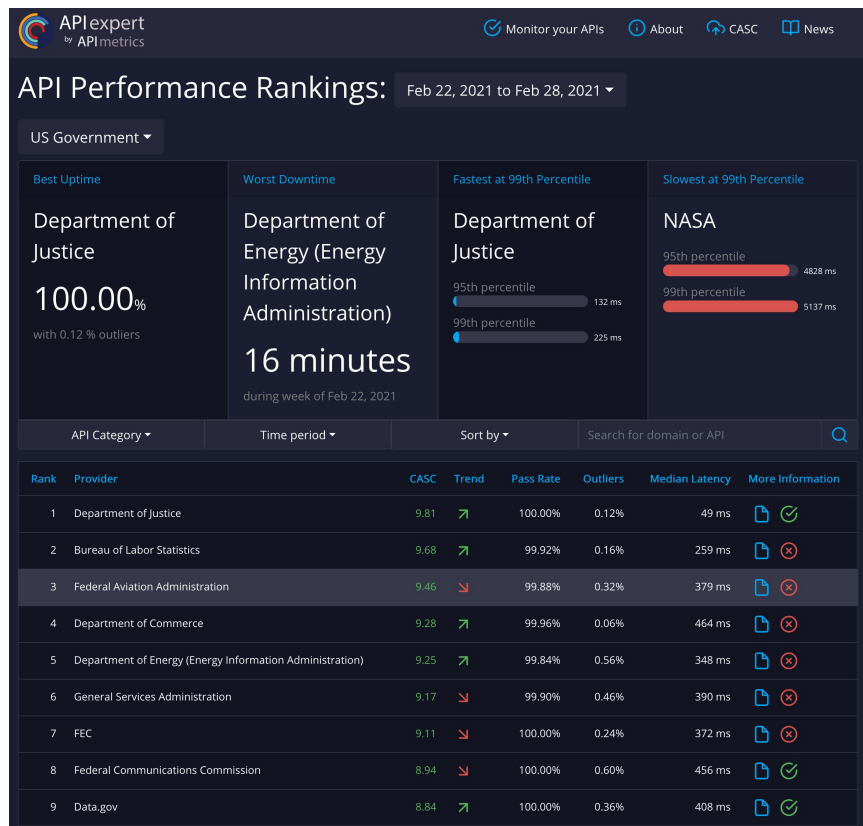 APIexpert
by APImetrics
Monitor your APIs
About
CASC
News
API Performance Rankings:
Feb 22, 2021 to Feb 28, 2021
US Government
Best Uptime
Department of
Justice
100.00%
with 0.12 % outliers
Worst Downtime
Department of
Energy (Energy
Information
Administration)
16 minutes
during week of Feb 22, 2021
Fastest at 99th Percentile
Department of
Justice
95th percentile
132 ms
99th percentile
225 ms
Slowest at 99th Percentile
NASA
95th percentile
4828 ms
99th percentile
5137 ms
API Category
Time period
Sort by
Search for domain or API
Rank Provider CASC Trend Pass Rate Outliers Median Latency More Information
1 Department of Justice 9.81 100.00% 0.12% 49 ms
2 Bureau of Labor Statistics 9.68 99.92% 0.16% 259 ms
3 Federal Aviation Administration 9.46 99.88% 0.32% 379 ms
4 Department of Commerce 9.28 99.96% 0.06% 464 ms
5 Department of Energy (Energy Information Administration) 9.25 99.84% 0.56% 348 ms
6 General Services Administration 9.17 99.90% 0.46% 390 ms
7 FEC 9.11 100.00% 0.24% 372 ms
8 Federal Communications Commission 8.94 100.00% 0.60% 456 ms
9 Data.gov 8.84 100.00% 0.36% 408 ms